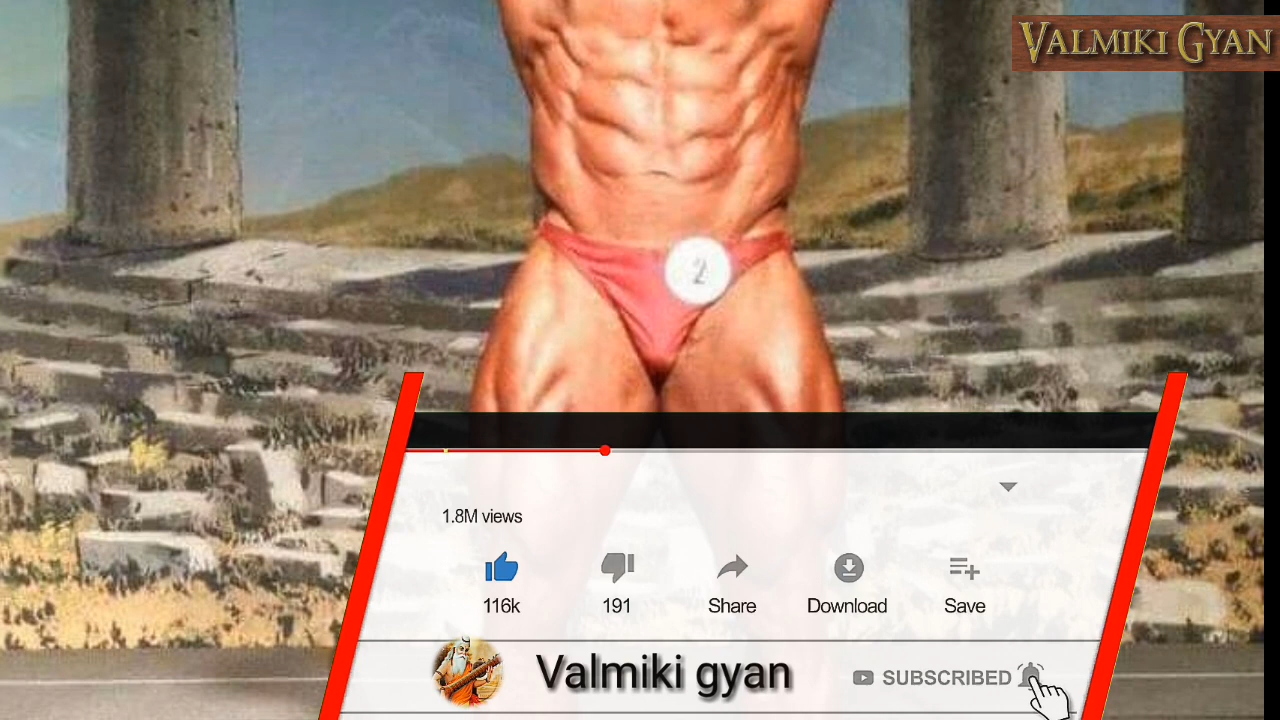 VALMIKI GYAN
2
1.8M views
116k
191
Share
Download
Save
Valmiki gyan
SUBSCRIBED